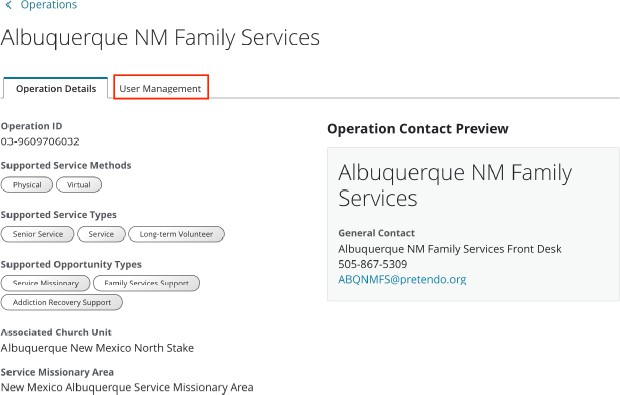 Operations
Albuquerque NM Family Services
Operation Details
User Management
Operation ID
03-9609706032
Supported Service Methods
Physical
Virtual
Supported Service Types
Senior Service
Service
Long-term Volunteer
Supported Opportunity Types
Service Missionary
Family Services Support
Addiction Recovery Support
Associated Church Unit
Albuquerque New Mexico North Stake
Service Missionary Area
New Mexico Albuquerque Service Missionary Area
Operation Contact Preview
Albuquerque NM Family
Services
General Contact
Albuquerque NM Family Services Front Desk
505-867-5309
ABQNMFS@pretendo.org